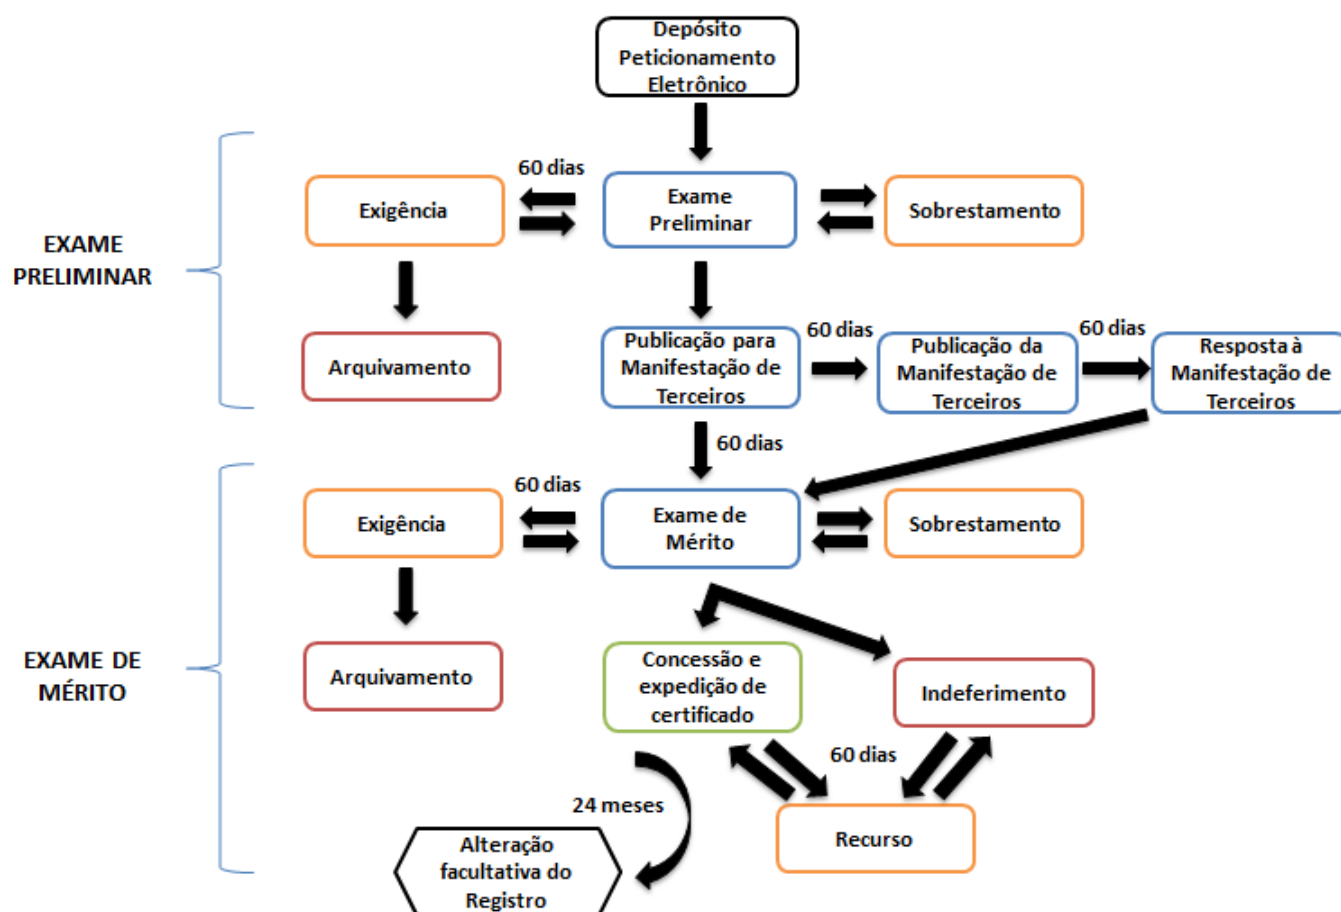 Depósito
Peticionamento
Eletrônico
EXAME
PRELIMINAR
60 dias
Exigência
Exame
Preliminar
Sobrestamento
Arquivamento
Publicação para
Manifestação de
Terceiros
60 dias
Publicação da
Manifestação de
Terceiros
60 dias
Resposta à
Manifestação de
Terceiros
60 dias
EXAME DE
MÉRITO
60 dias
Exigência
Exame de
Mérito
Sobrestamento
Arquivamento
Concessão e
expedição de
certificado
Indeferimento
60 dias
Recurso
24 meses
Alteração
facultativa do
Registro